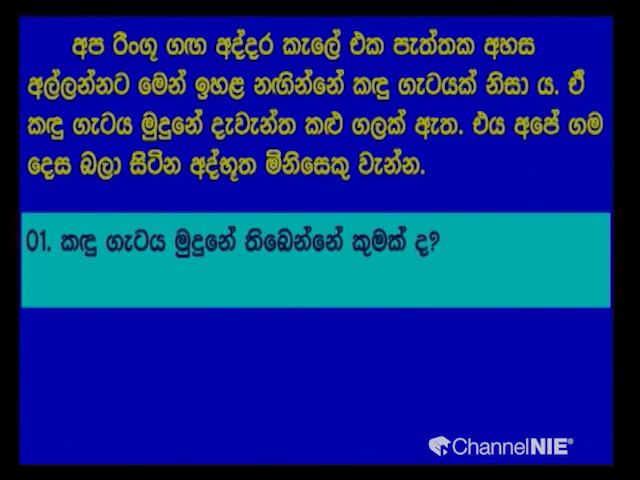 අප රීංගූ ගඟ අද්දර කැලේ එක පැත්තක අහස
අල්ලන්නට මෙන් ඉහළ නඟින්නේ කඳු ගැටයක් නිසා ය. ඒ
කඳු ගැටය මුදුනේ දැවැන්ත කළු ගලක් ඇත. එය අපේ ගම
දෙස බලා සිටින අද්භූත මිනිසෙකු වැන්න.
01. කඳු ගැටය මුදුනේ තිබෙන්නේ කුමක් ද?
ChannelNIE®